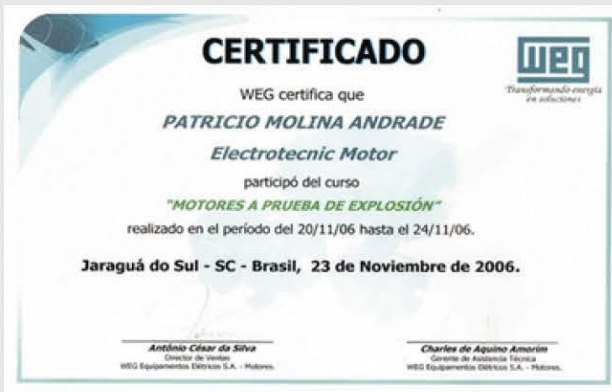 CERTIFICADO
weg
Transformando energía
en soluciones
WEG certifica que
PATRICIO MOLINA ANDRADE
Electrotecnic Motor
participó del curso
"MOTORES A PRUEBA DE EXPLOSIÓN"
realizado en el período del 20/11/06 hasta el 24/11/06.
Jaraguá do Sul - SC - Brasil, 23 de Noviembre de 2006.
Antônio César da Silva
Director de Ventas
WEG Equipamentos Elétricos S.A. - Motores.
Charles de Aquino Amorim
Gerente de Asistencia Técnica
WEG Equipamentos Elétricos S.A. - Motores.